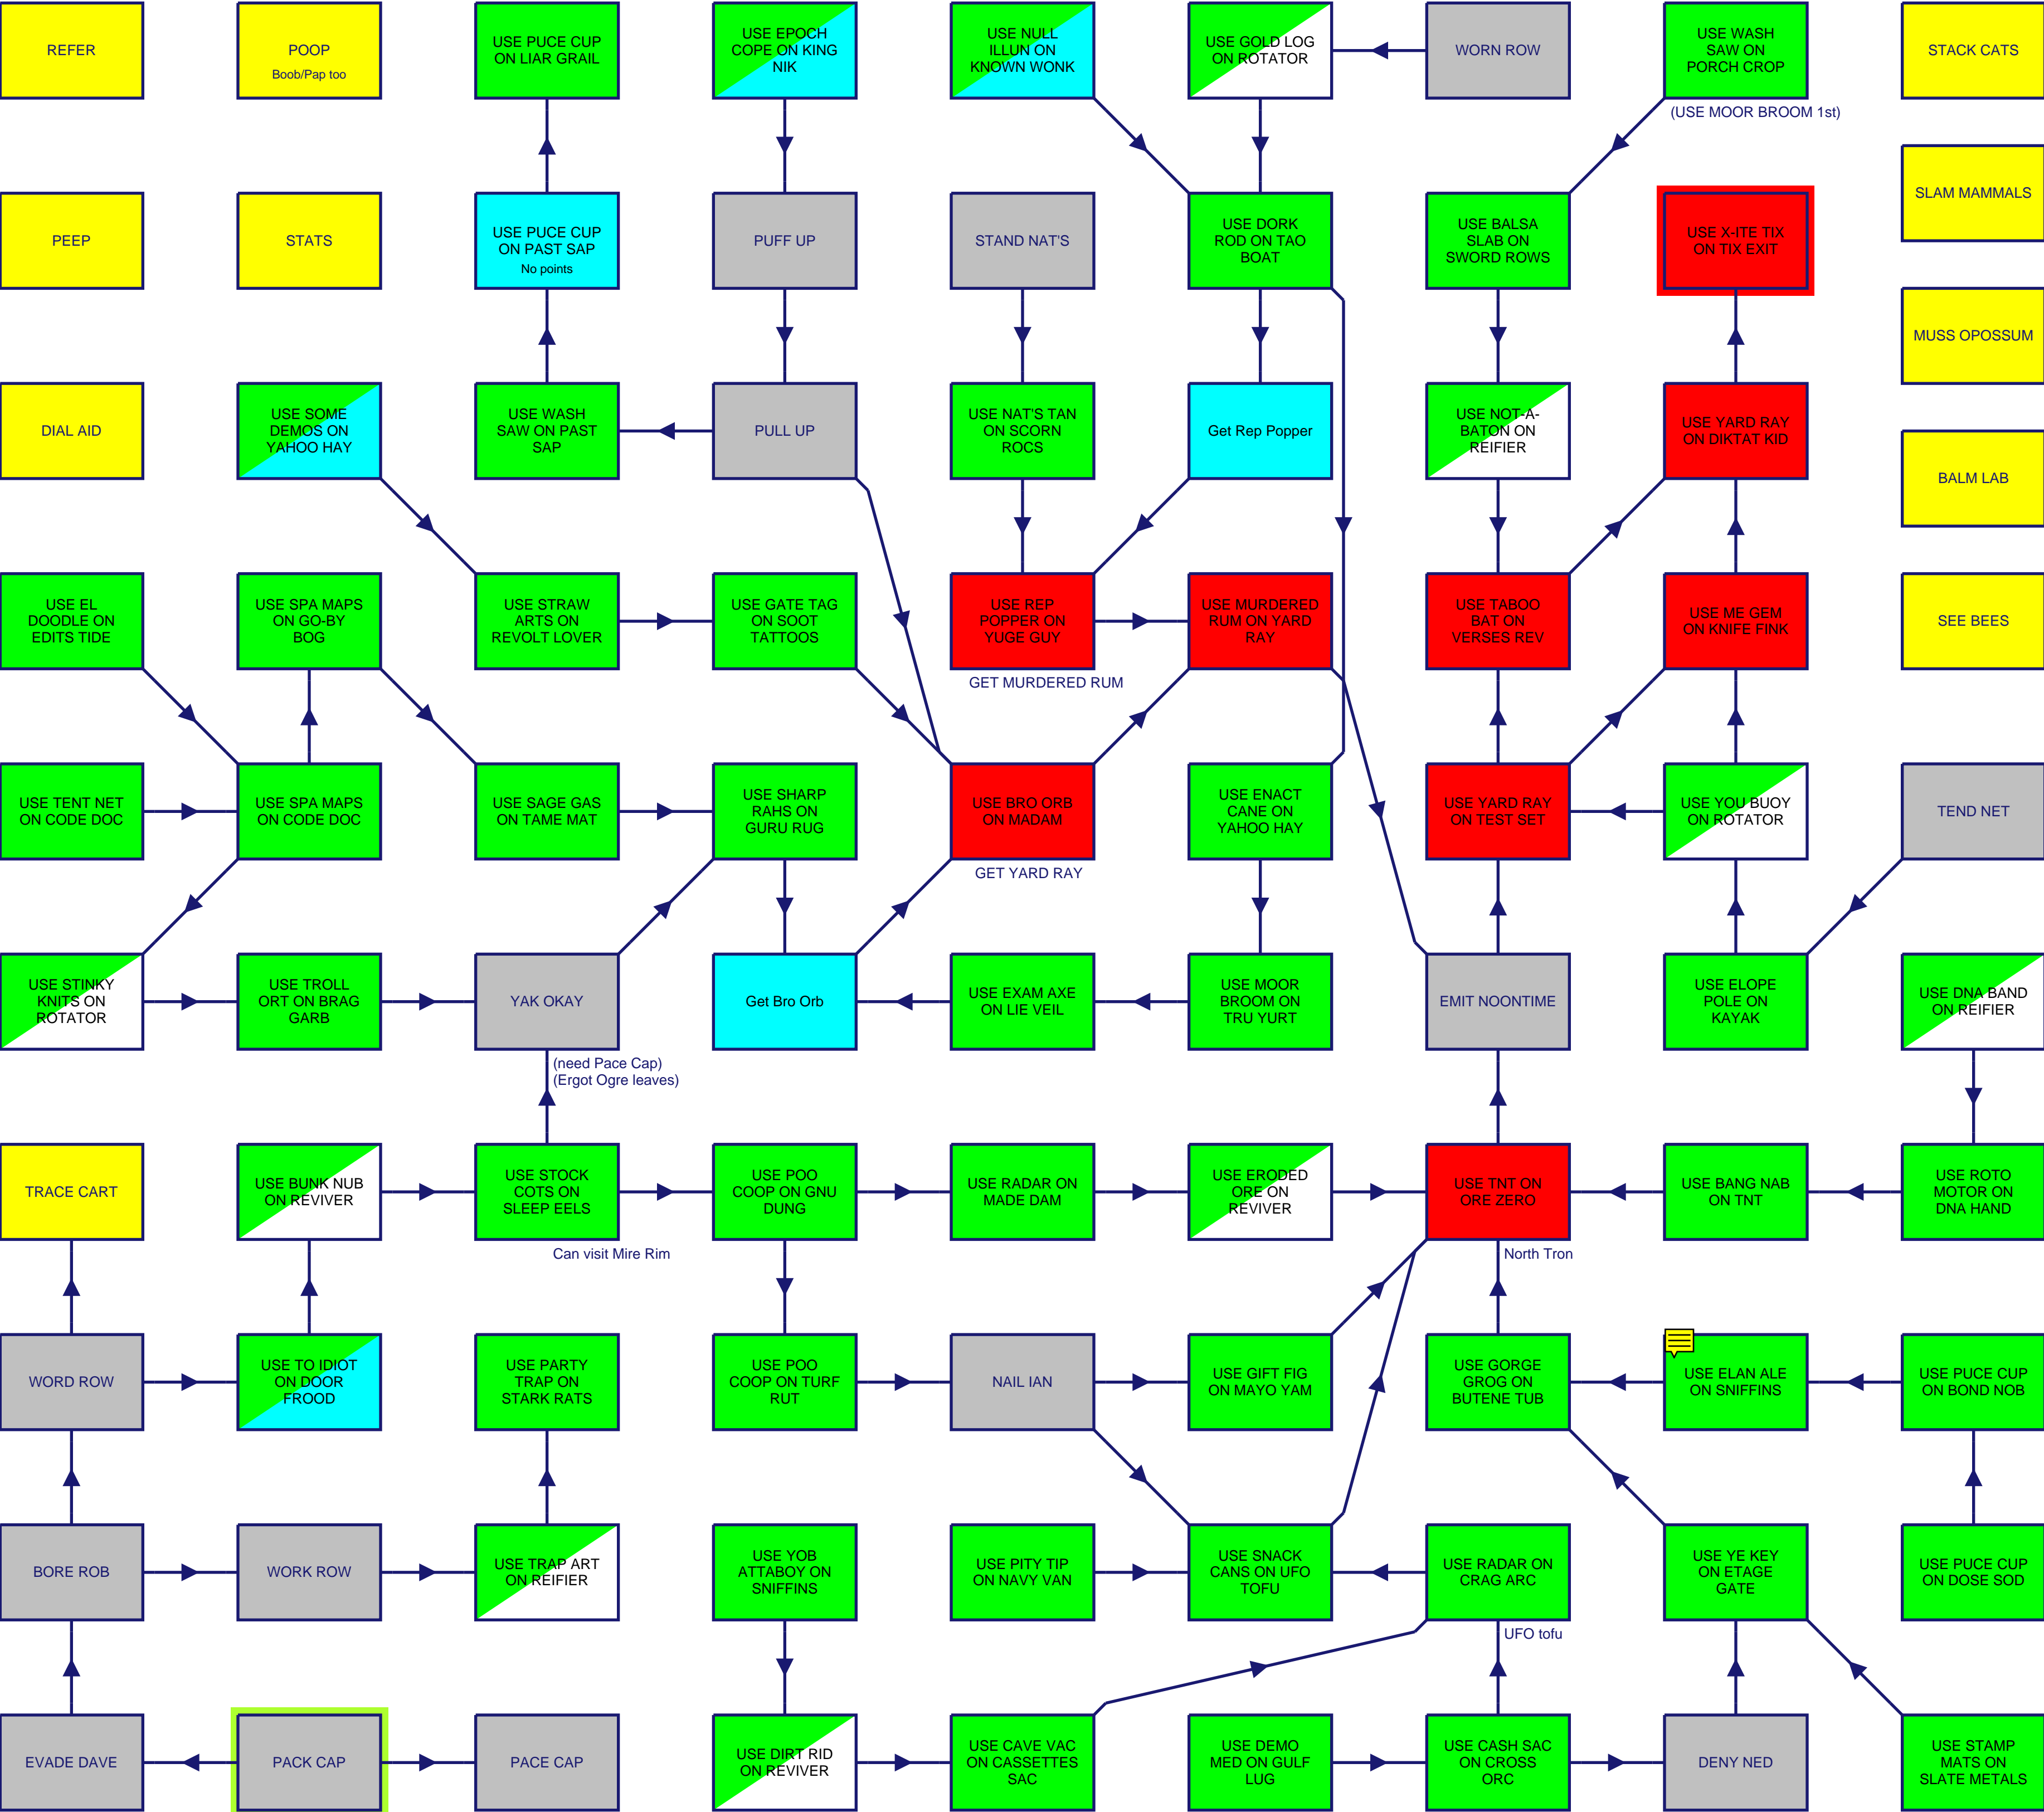 REFER
POOP
Boob/Pap too
USE PUCE CUP
ON LIAR GRAIL
USE EPOCH
COPE ON KING
NIK
USE NULL
ILLUN ON
KNOWN WONK
USE GOLD LOG
ON ROTATOR
WORN ROW
USE WASH
SAW ON
PORCH CROP
(USE MOOR BROOM 1st)
STACK CATS
SLAM MAMMALS
PEEP
STATS
USE PUCE CUP
ON PAST SAP
No points
PUFF UP
STAND NAT'S
USE DORK
ROD ON TAO
BOAT
USE BALSA
SLAB ON
SWORD ROWS
USE X-ITE TIX
ON TIX EXIT
MUSS OPOSSUM
DIAL AID
USE SOME
DEMOS ON
YAHOO HAY
USE WASH
SAW ON PAST
SAP
PULL UP
USE NAT'S TAN
ON SCORN
ROCS
Get Rep Popper
USE NOT-A-
BATON ON
REIFIER
USE YARD RAY
ON DIKTAT KID
BALM LAB
USE EL
DOODLE ON
EDITS TIDE
USE SPA MAPS
ON GO-BY
BOG
USE STRAW
ARTS ON
REVOLT LOVER
USE GATE TAG
ON SOOT
TATTOOS
USE REP
POPPER ON
YUGE GUY
GET MURDERED RUM
USE MURDERED
RUM ON YARD
RAY
USE TABOO
BAT ON
VERSES REV
USE ME GEM
ON KNIFE FINK
SEE BEES
USE TENT NET
ON CODE DOC
USE SPA MAPS
ON CODE DOC
USE SAGE GAS
ON TAME MAT
USE SHARP
RAHS ON
GURU RUG
USE BRO ORB
ON MADAM
GET YARD RAY
USE ENACT
CANE ON
YAHOO HAY
USE YARD RAY
ON TEST SET
USE YOU BUOY
ON ROTATOR
TEND NET
USE STINKY
KNITS ON
ROTATOR
USE TROLL
ORT ON BRAG
GARB
YAK OKAY
(need Pace Cap)
(Ergot Ogre leaves)
Get Bro Orb
USE EXAM AXE
ON LIE VEIL
USE MOOR
BROOM ON
TRU YURT
EMIT NOONTIME
USE ELOPE
POLE ON
KAYAK
USE DNA BAND
ON REIFIER
TRACE CART
USE BUNK NUB
ON REVIVER
USE STOCK
COTS ON
SLEEP EELS
Can visit Mire Rim
USE POO
COOP ON GNU
DUNG
USE RADAR ON
MADE DAM
USE ERODED
ORE ON
REVIVER
USE TNT ON
ORE ZERO
North Tron
USE BANG NAB
ON TNT
USE ROTO
MOTOR ON
DNA HAND
WORD ROW
USE TO IDIOT
ON DOOR
FROOD
USE PARTY
TRAP ON
STARK RATS
USE POO
COOP ON TURF
RUT
NAIL IAN
USE GIFT FIG
ON MAYO YAM
USE GORGE
GROG ON
BUTENE TUB
USE ELAN ALE
ON SNIFFINS
USE PUCE CUP
ON BOND NOB
BORE ROB
WORK ROW
USE TRAP ART
ON REIFIER
USE YOB
ATTABOY ON
SNIFFINS
USE PITY TIP
ON NAVY VAN
USE SNACK
CANS ON UFO
TOFU
USE RADAR ON
CRAG ARC
UFO tofu
USE YE KEY
ON ETAGE
GATE
USE PUCE CUP
ON DOSE SOD
EVADE DAVE
PACK CAP
PACE CAP
USE DIRT RID
ON REVIVER
USE CAVE VAC
ON CASSETTES
SAC
USE DEMO
MED ON GULF
LUG
USE CASH SAC
ON CROSS
ORC
DENY NED
USE STAMP
MATS ON
SLATE METALS